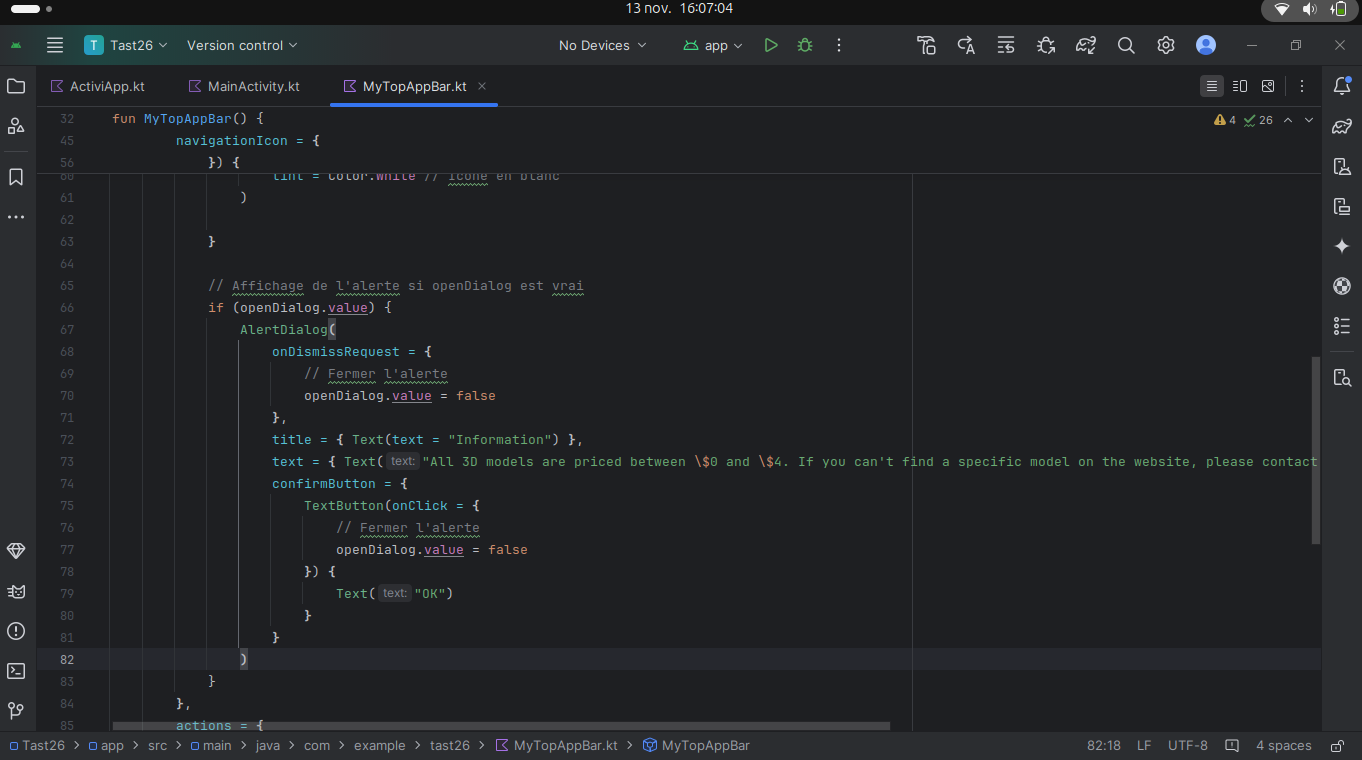 13 nov. 16:07:04
T Tast26 Version control No Devices app
ActiviApp.kt MainActivity.kt MyTopAppBar.kt
32 fun MyTopAppBar() { 4 26
45 navigationIcon = {
56 }) {
60 tint = Color.White // Icône en blanc
61 )
62
63 }
64
65 // Affichage de l'alerte si openDialog est vrai
66 if (openDialog.value) {
67 AlertDialog(
68 onDismissRequest = {
69 // Fermer l'alerte
70 openDialog.value = false
71 },
72 title = { Text(text = "Information") },
73 text = { Text( text: "All 3D models are priced between \$0 and \$4. If you can't find a specific model on the website, please contact
74 confirmButton = {
75 TextButton(onClick = {
76 // Fermer l'alerte
77 openDialog.value = false
78 }) {
79 Text( text: "OK")
80 }
81 }
82 )
83 }
84 },
85 actions = {
Tast26 > app > src > main > java > com > example > tast26 > MyTopAppBar.kt > MyTopAppBar 82:18 LF UTF-8 4 spaces